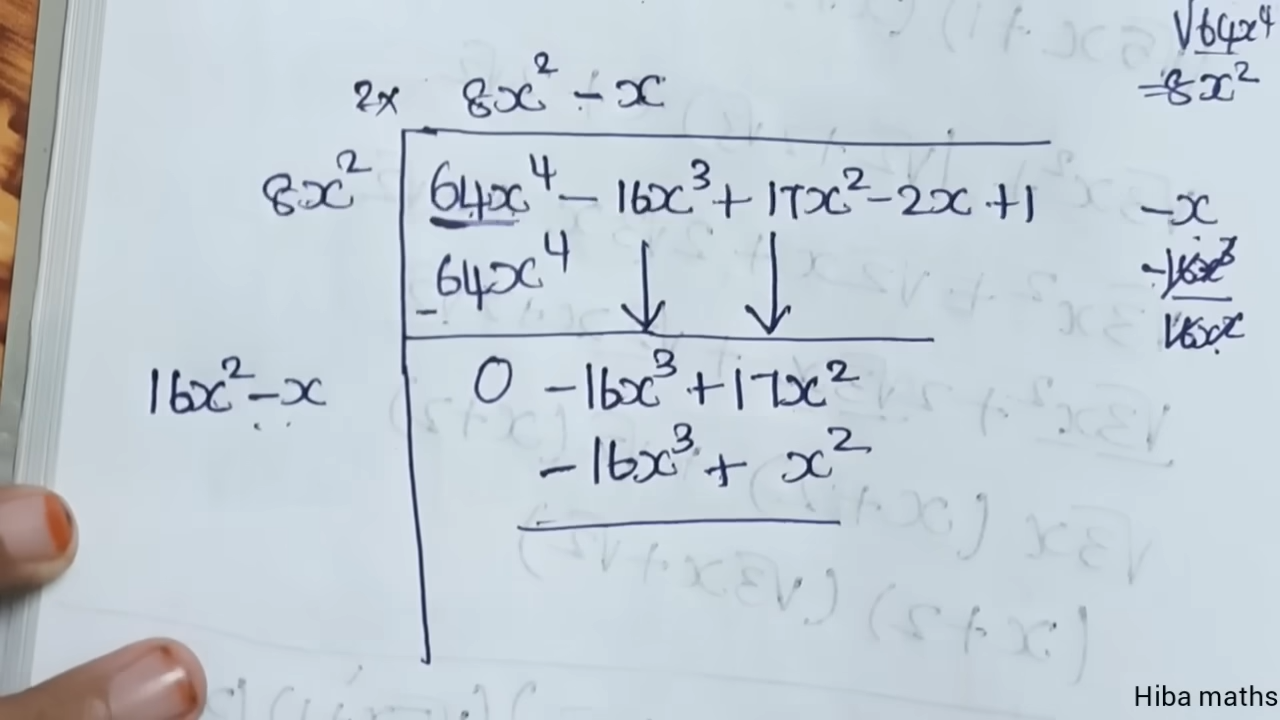 √64x⁴
2x 8x² - x
=8x²
8x² 64x⁴ - 16x³ + 17x² - 2x + 1
-x
64x⁴
-16x³
-
16x²
16x² - x 0 - 16x³ + 17x²
- 16x³ + x²
Hiba maths